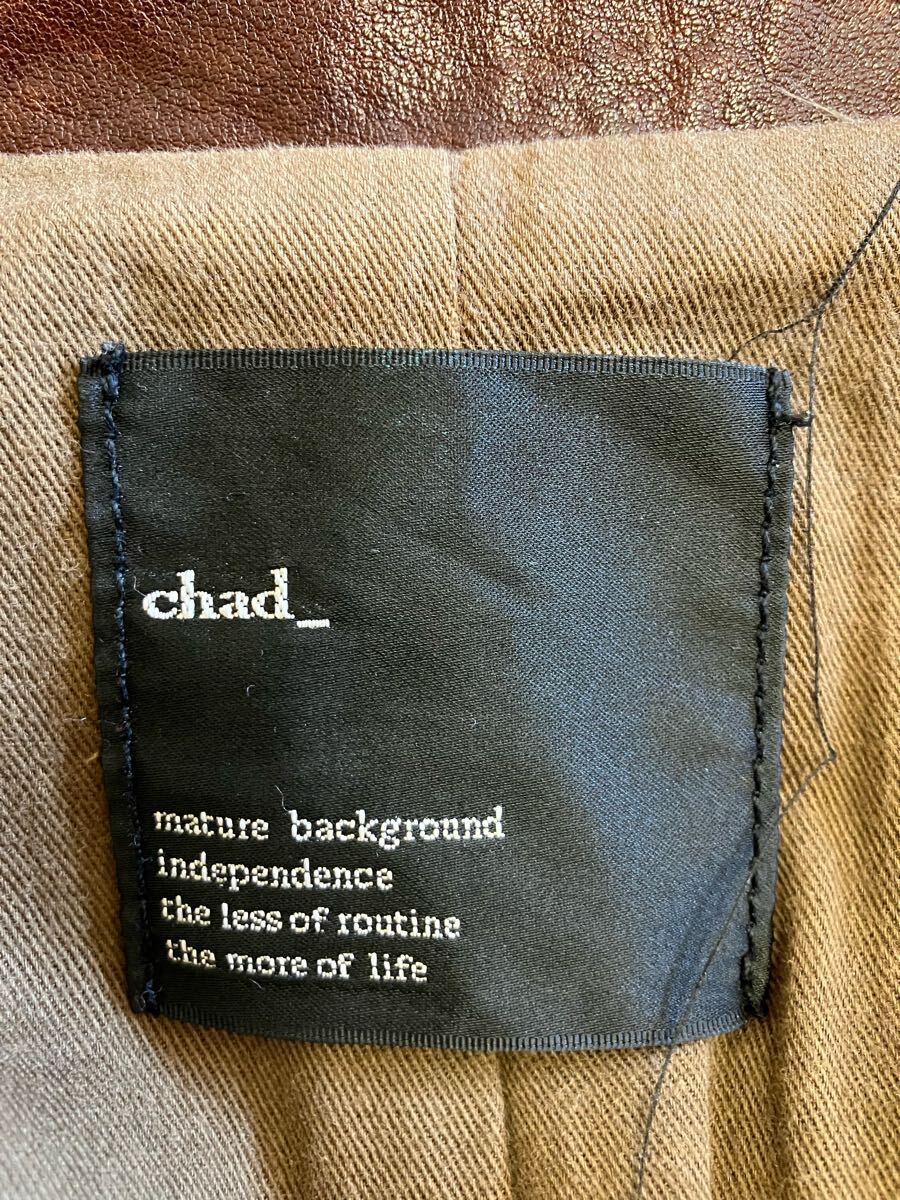 chad_
mature background
independence
the less of routine
the more of life